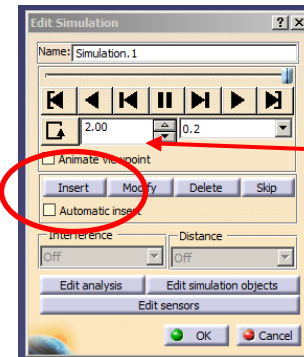 Edit Simulation
Name: Simulation.1
2.00 0.2
Animate viewpoint
Insert Modify Delete Skip
Automatic insert
Interference Distance
Off Off
Edit analysis Edit simulation objects
Edit sensors
OK Cancel